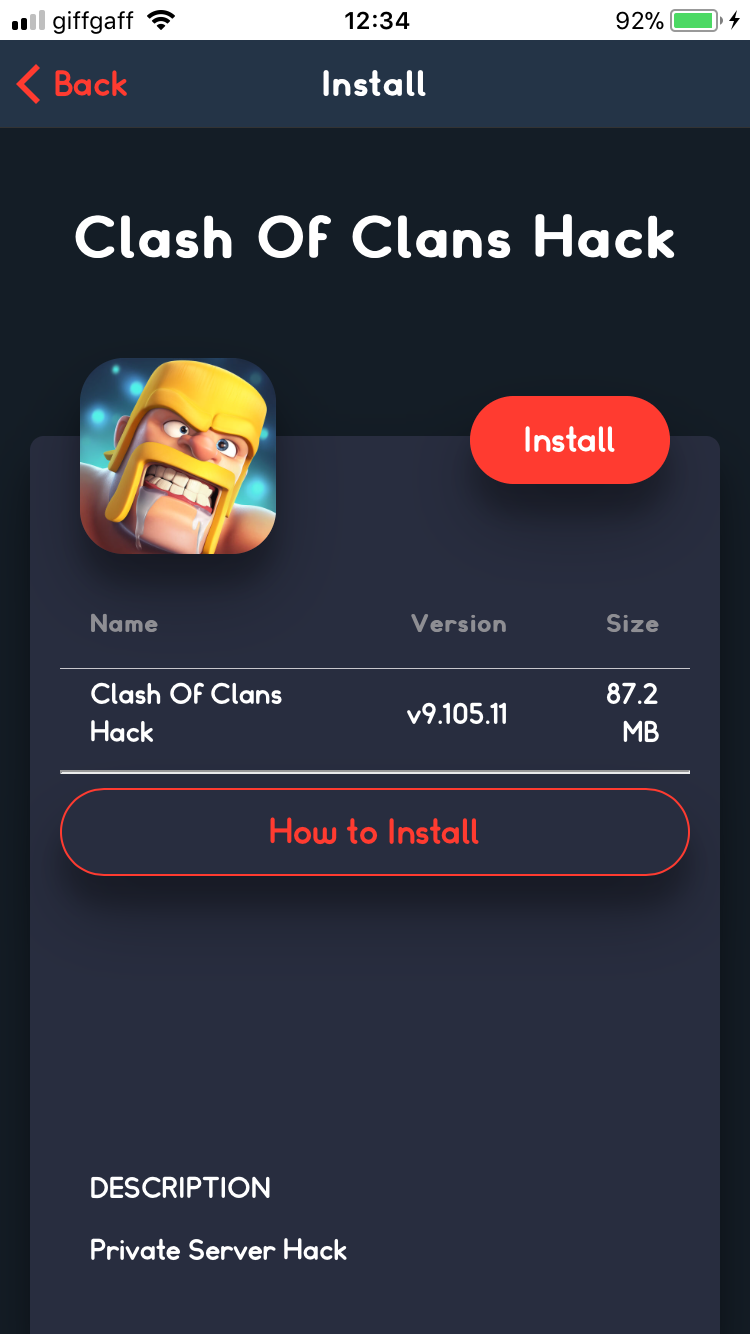 giffgaff 12:34 92%
Back Install
Clash Of Clans Hack
Install
Name Version Size
Clash Of Clans Hack v9.105.11 87.2 MB
How to Install
DESCRIPTION
Private Server Hack